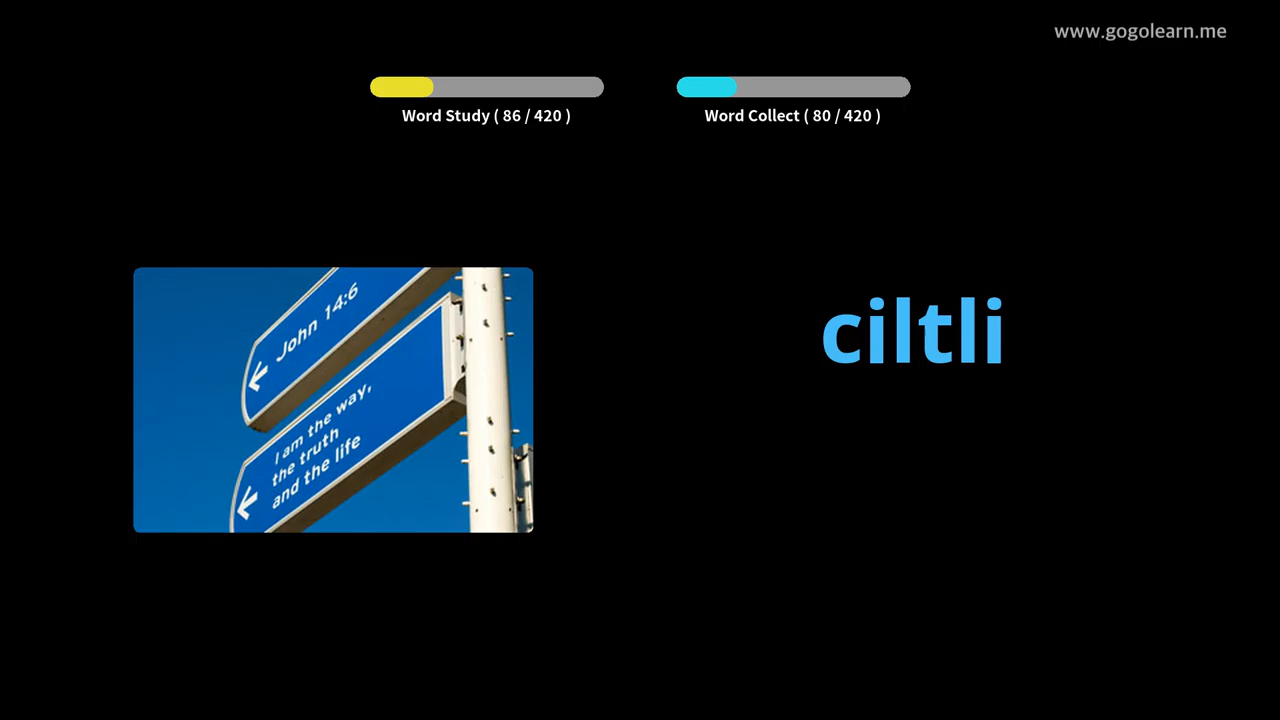 www.gogolearn.me
Word Study ( 86 / 420 )
Word Collect ( 80 / 420 )
John 14:6
I am the way,
the truth
and the life
ciltli